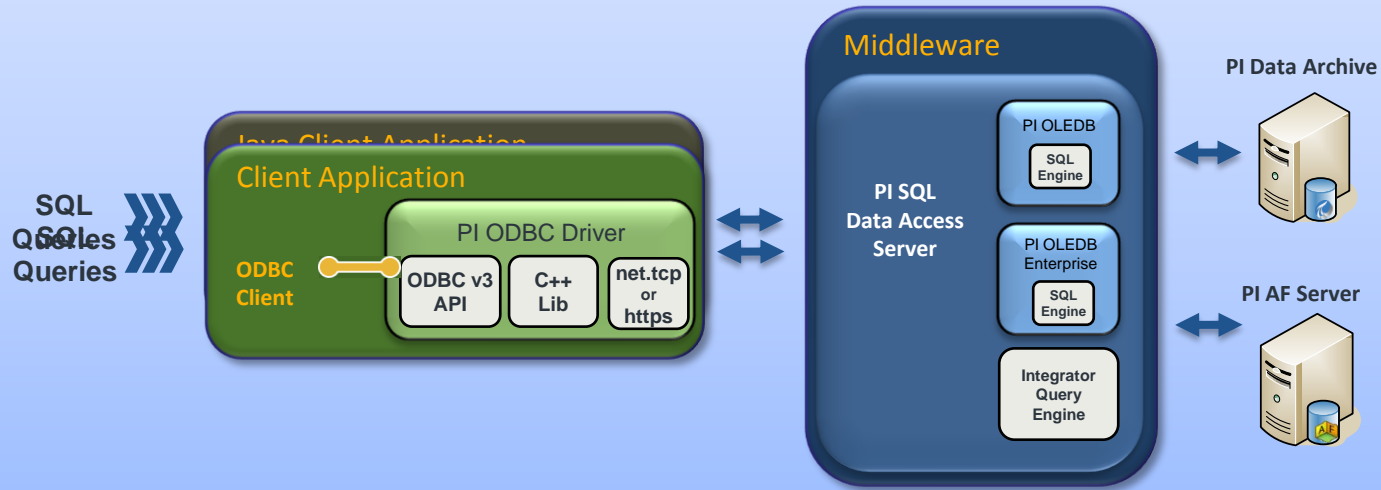 SQL
Queries
SQL
Queries
Java Client Application
Client Application
ODBC
Client
PI ODBC Driver
ODBC v3
API
C++
Lib
net.tcp
or
https
Middleware
PI SQL
Data Access
Server
PI OLEDB
SQL
Engine
PI OLEDB
Enterprise
SQL
Engine
Integrator
Query
Engine
PI Data Archive
PI AF Server
A F